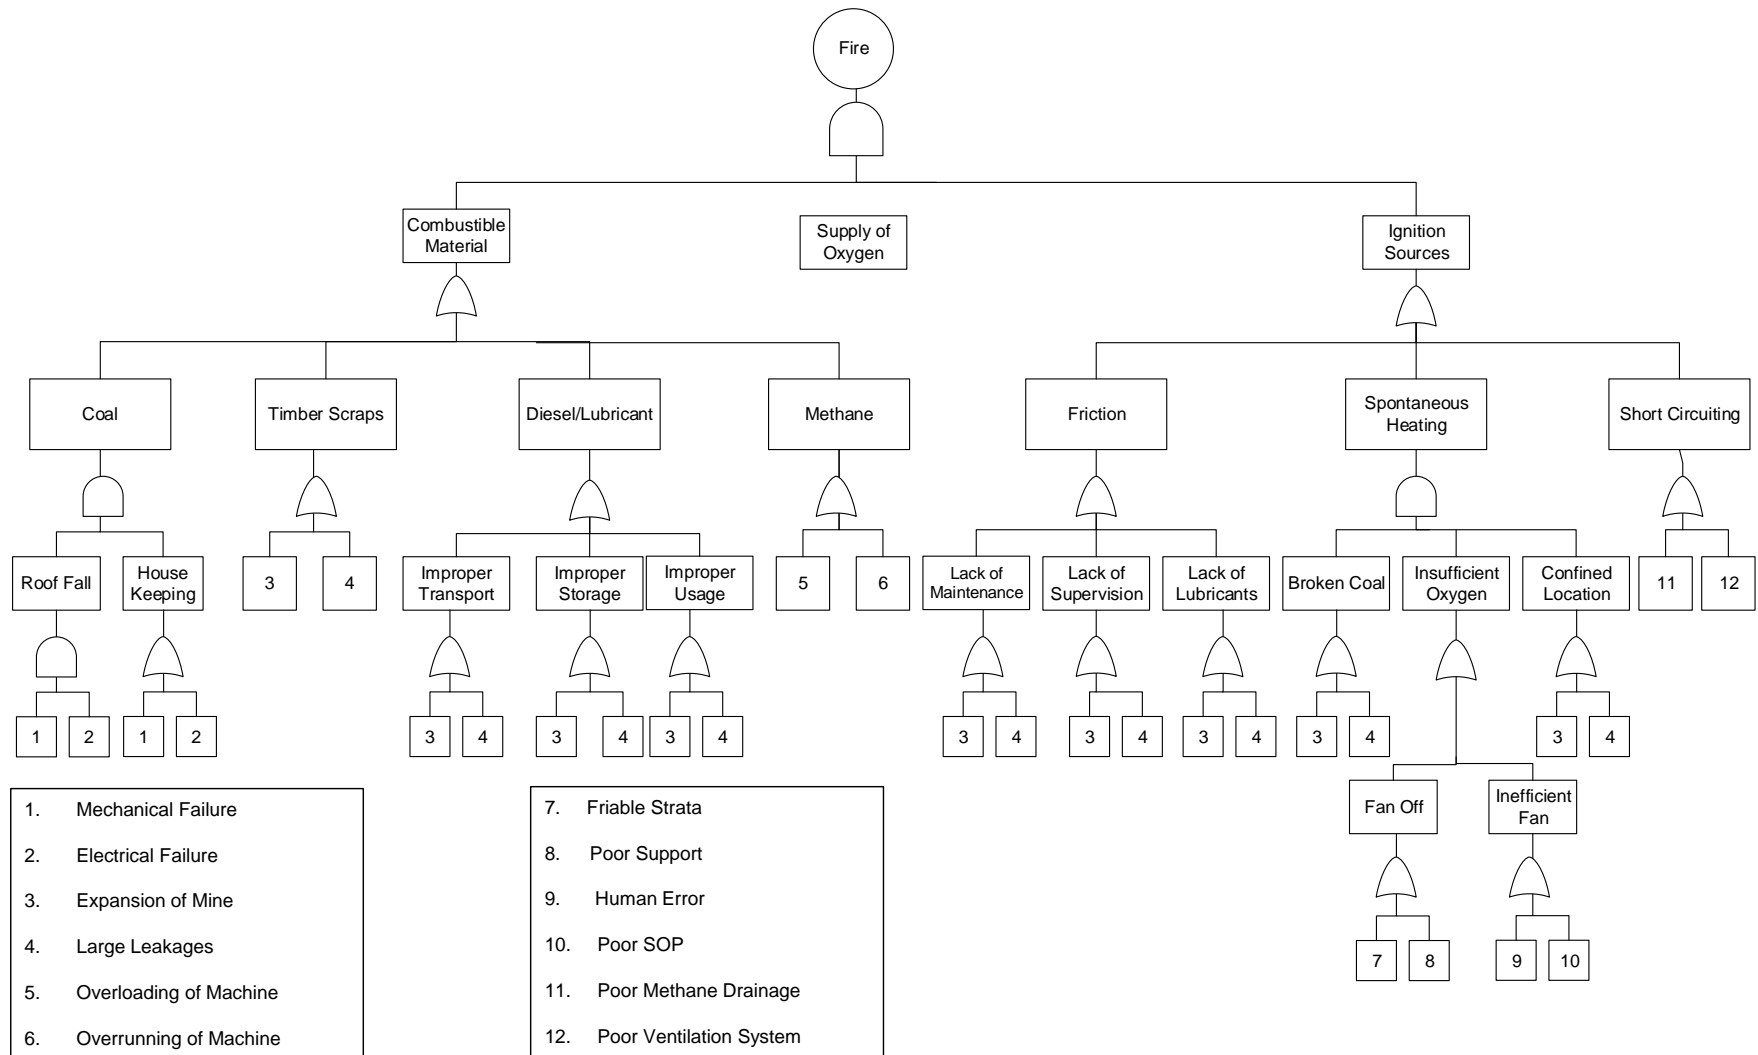 Fire
Combustible
Material
Supply of
Oxygen
Ignition
Sources
Coal
Timber Scraps
Diesel/Lubricant
Methane
Friction
Spontaneous
Heating
Short Circuiting
Roof Fall
House
Keeping
3
4
Improper
Transport
Improper
Storage
Improper
Usage
5
6
Lack of
Maintenance
Lack of
Supervision
Lack of
Lubricants
Broken Coal
Insufficient
Oxygen
Confined
Location
11
12
1
2
1
2
3
4
3
4
3
4
3
4
3
4
3
4
3
4
3
4
Fan Off
Inefficient
Fan
7
8
9
10
1. Mechanical Failure
2. Electrical Failure
3. Expansion of Mine
4. Large Leakages
5. Overloading of Machine
6. Overrunning of Machine
7. Friable Strata
8. Poor Support
9. Human Error
10. Poor SOP
11. Poor Methane Drainage
12. Poor Ventilation System